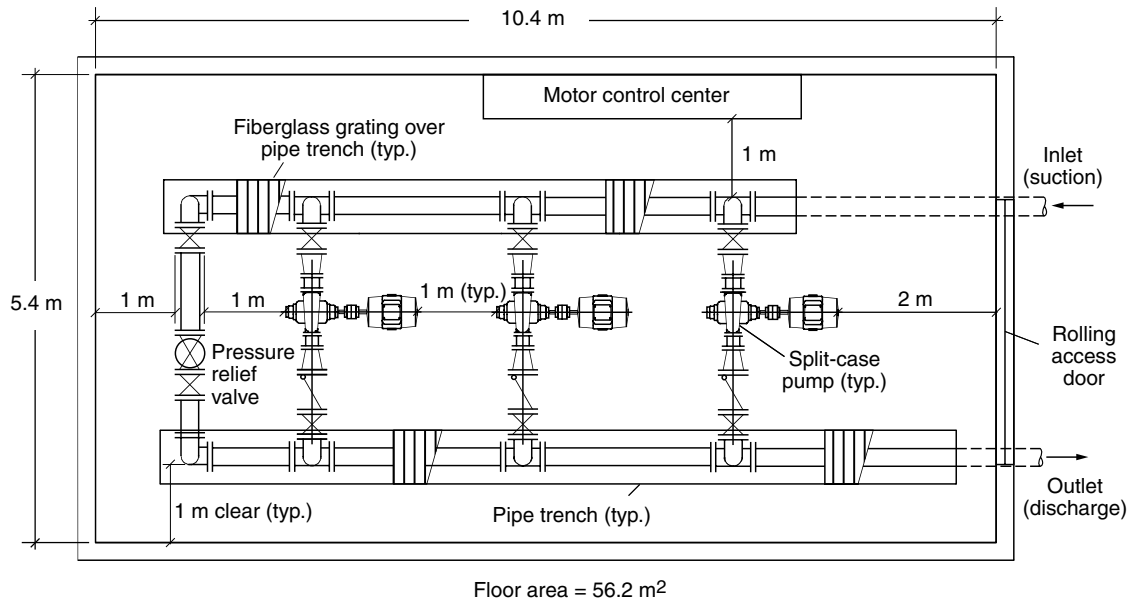 10.4 m
Motor control center
Fiberglass grating over
pipe trench (typ.)
1 m
Inlet
(suction)
5.4 m
1 m
1 m
1 m (typ.)
2 m
Pressure
relief
valve
Split-case
pump (typ.)
Rolling
access
door
1 m clear (typ.)
Pipe trench (typ.)
Outlet
(discharge)
Floor area = 56.2 m²